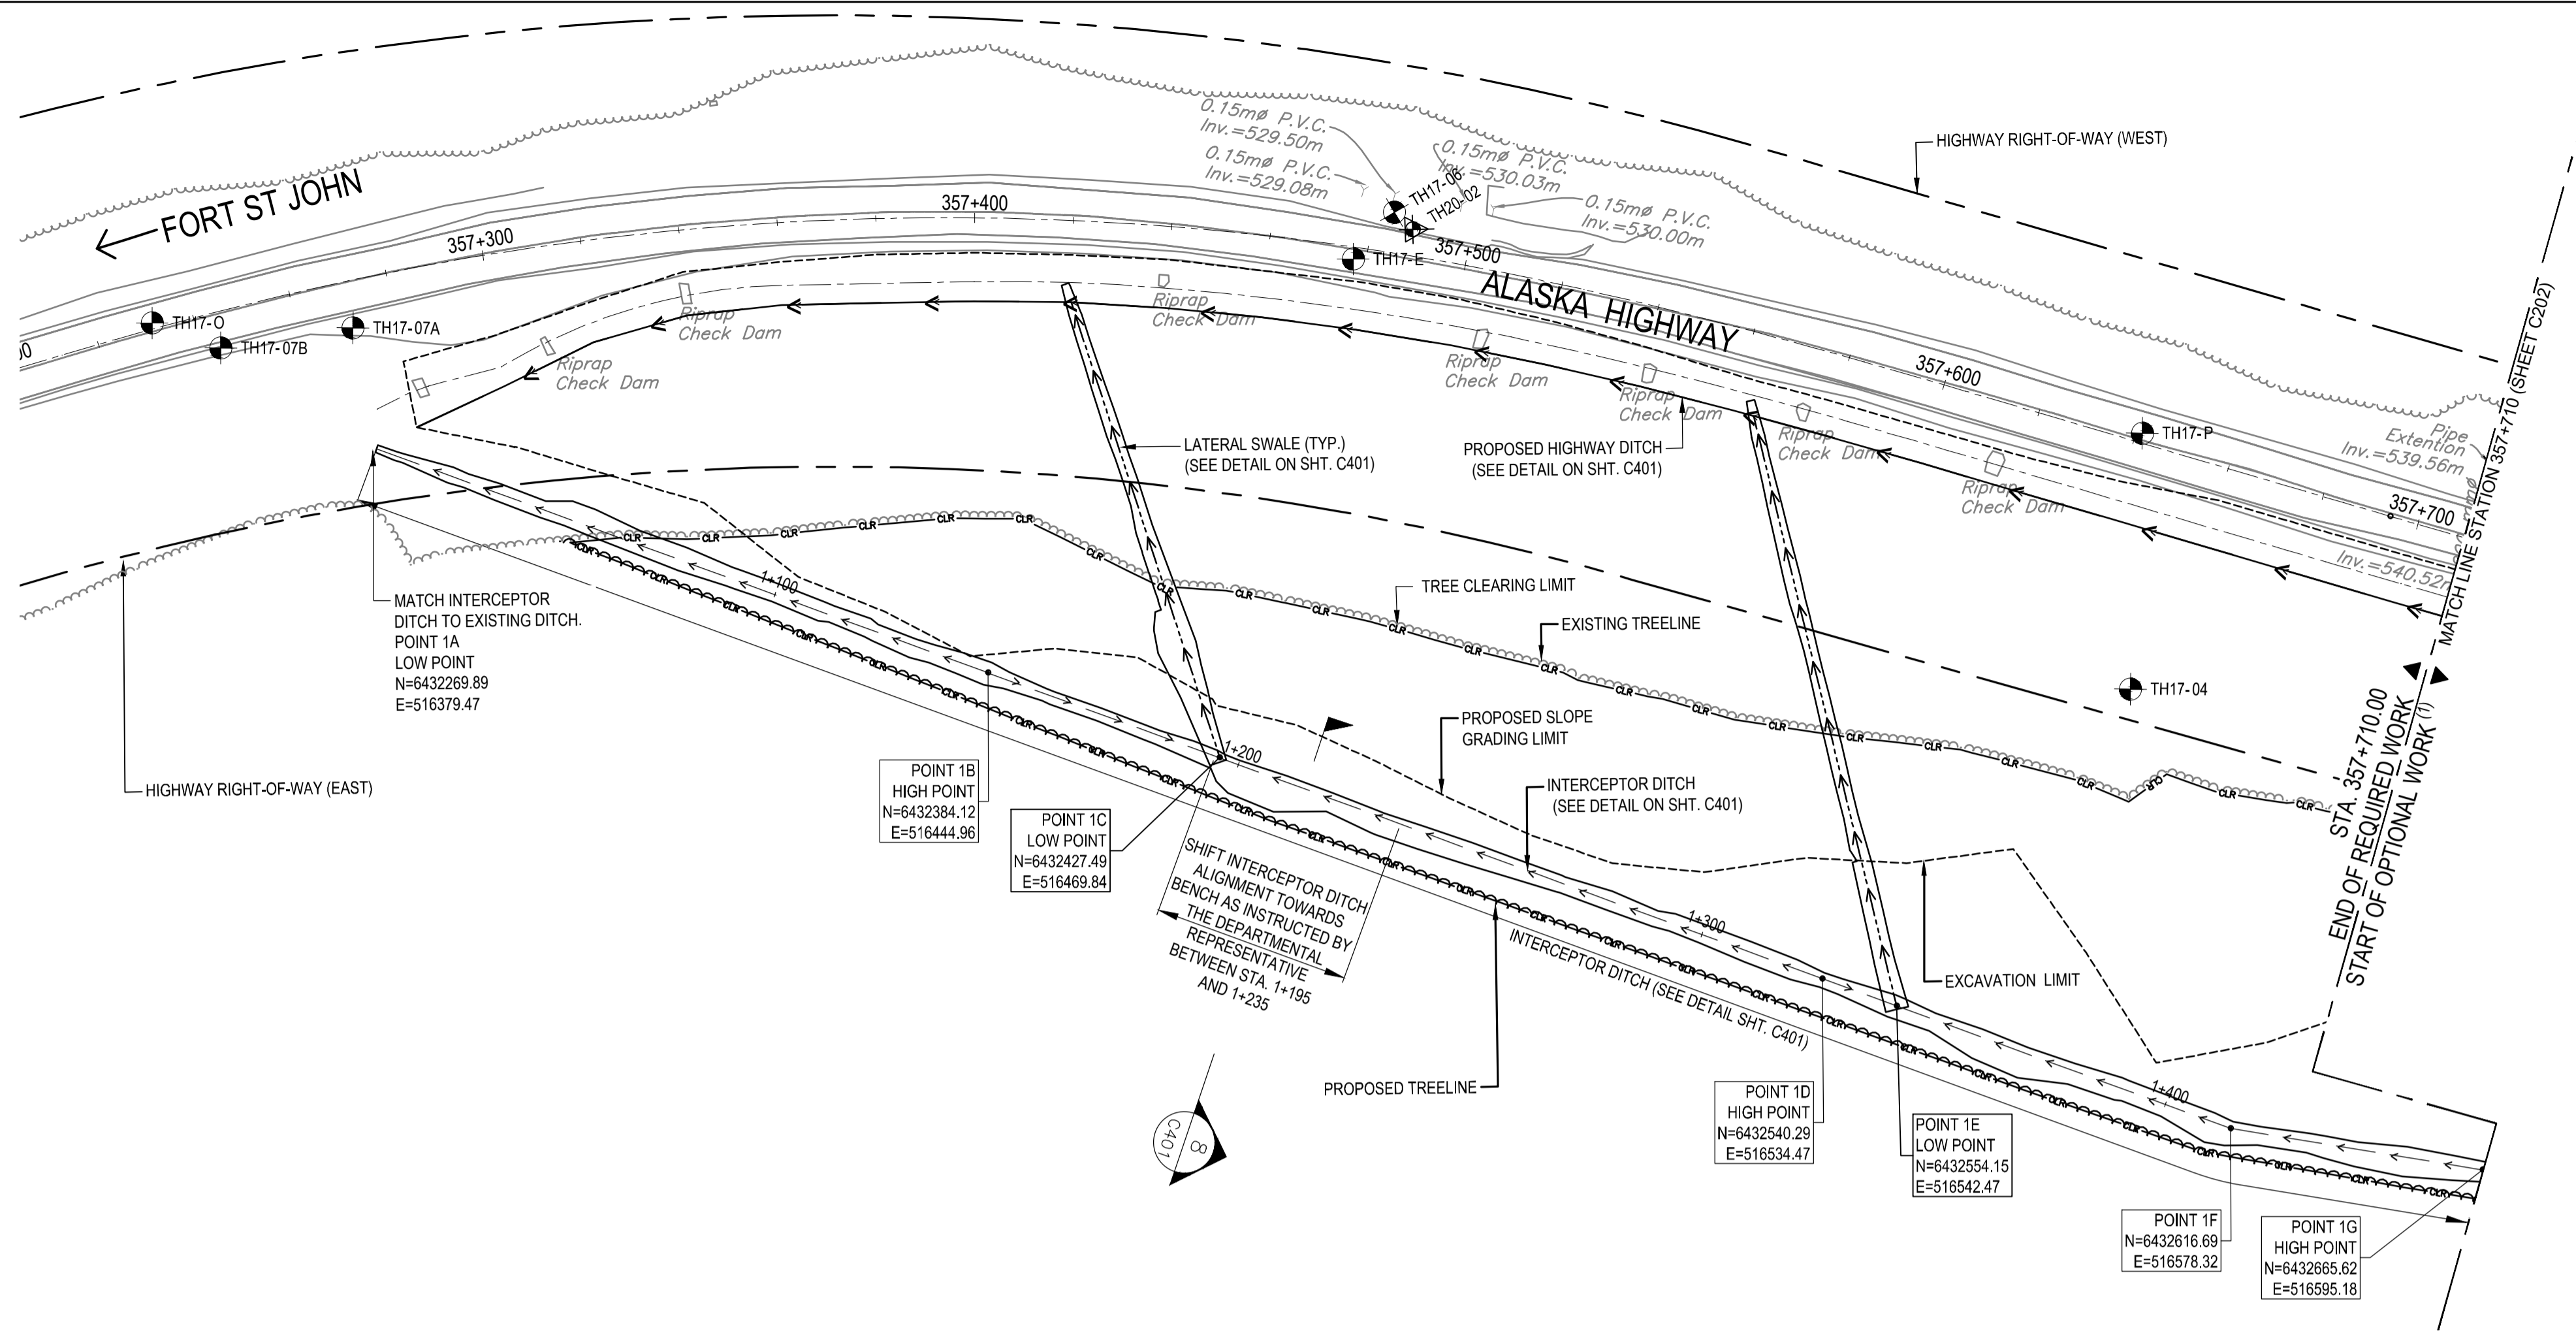 HIGHWAY RIGHT-OF-WAY (WEST)
0.15mø P.V.C.
Inv.=529.50m
0.15mø P.V.C.
Inv.=529.08m
0.15mø P.V.C.
Inv.=530.03m
0.15mø P.V.C.
Inv.=530.00m
TH17-06
TH20-02
FORT ST JOHN
357+300
357+400
357+500
357+600
357+700
ALASKA HIGHWAY
TH17-O
TH17-07B
TH17-07A
TH17-E
TH17-P
TH17-04
Riprap
Check Dam
Riprap
Check Dam
Riprap
Check Dam
Riprap
Check Dam
Riprap
Check Dam
Riprap
Check Dam
Riprap
Check Dam
Pipe
Extention
Inv.=539.56m
Inv.=540.52m
MATCH LINE STATION 357+710 (SHEET C202)
LATERAL SWALE (TYP.)
(SEE DETAIL ON SHT. C401)
PROPOSED HIGHWAY DITCH
(SEE DETAIL ON SHT. C401)
TREE CLEARING LIMIT
EXISTING TREELINE
PROPOSED SLOPE
GRADING LIMIT
INTERCEPTOR DITCH
(SEE DETAIL ON SHT. C401)
MATCH INTERCEPTOR
DITCH TO EXISTING DITCH.
POINT 1A
LOW POINT
N=6432269.89
E=516379.47
HIGHWAY RIGHT-OF-WAY (EAST)
1+100
1+200
1+300
1+400
POINT 1B
HIGH POINT
N=6432384.12
E=516444.96
POINT 1C
LOW POINT
N=6432427.49
E=516469.84
SHIFT INTERCEPTOR DITCH
ALIGNMENT TOWARDS
BENCH AS INSTRUCTED BY
THE DEPARTMENTAL
REPRESENTATIVE
BETWEEN STA. 1+195
AND 1+235
INTERCEPTOR DITCH (SEE DETAIL SHT. C401)
PROPOSED TREELINE
EXCAVATION LIMIT
STA. 357+710.00
END OF REQUIRED WORK
START OF OPTIONAL WORK (1)
8
C401
POINT 1D
HIGH POINT
N=6432540.29
E=516534.47
POINT 1E
LOW POINT
N=6432554.15
E=516542.47
POINT 1F
N=6432616.69
E=516578.32
POINT 1G
HIGH POINT
N=6432665.62
E=516595.18